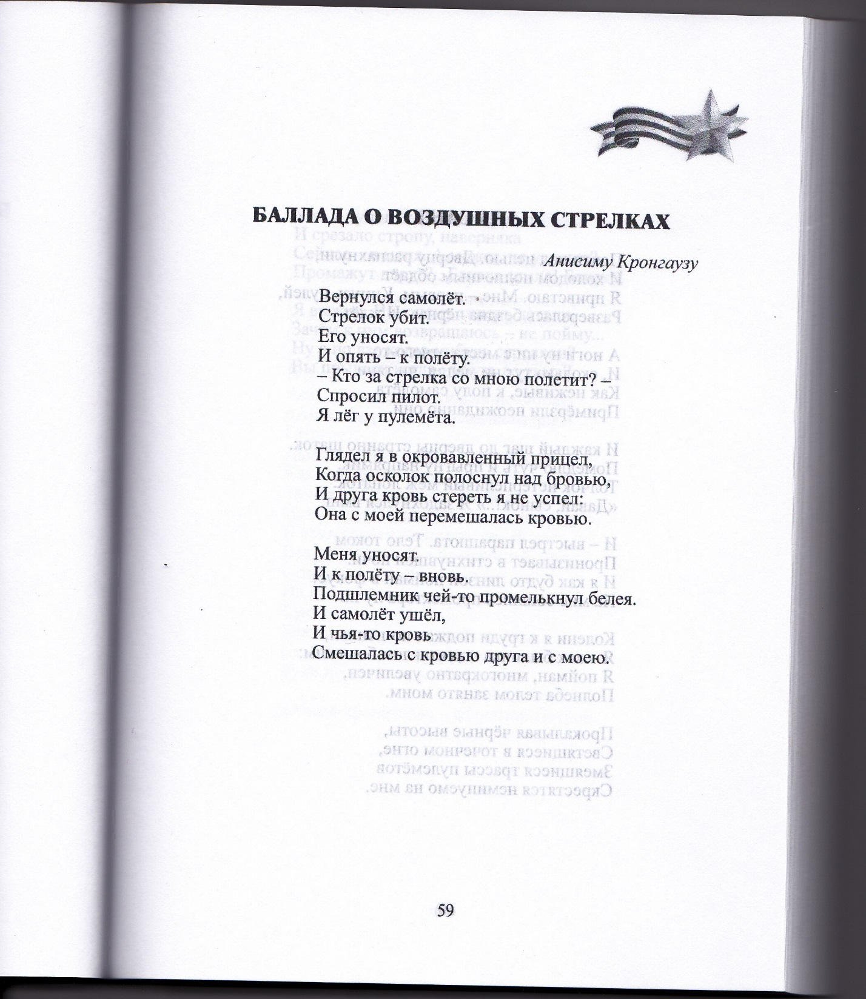 БАЛЛАДА О ВОЗДУШНЫХ СТРЕЛКАХ
Анисиму Кронгаузу
Вернулся самолёт.
Стрелок убит.
Его уносят.
И опять – к полёту.
– Кто за стрелка со мною полетит? –
Спросил пилот.
Я лёг у пулемёта.
Глядел я в окровавленный прицел,
Когда осколок полоснул над бровью,
И друга кровь стереть я не успел:
Она с моей перемешалась кровью.
Меня уносят.
И к полёту – вновь.
Подшлемник чей-то промелькнул белея.
И самолёт ушёл,
И чья-то кровь
Смешалась с кровью друга и с моею.
59